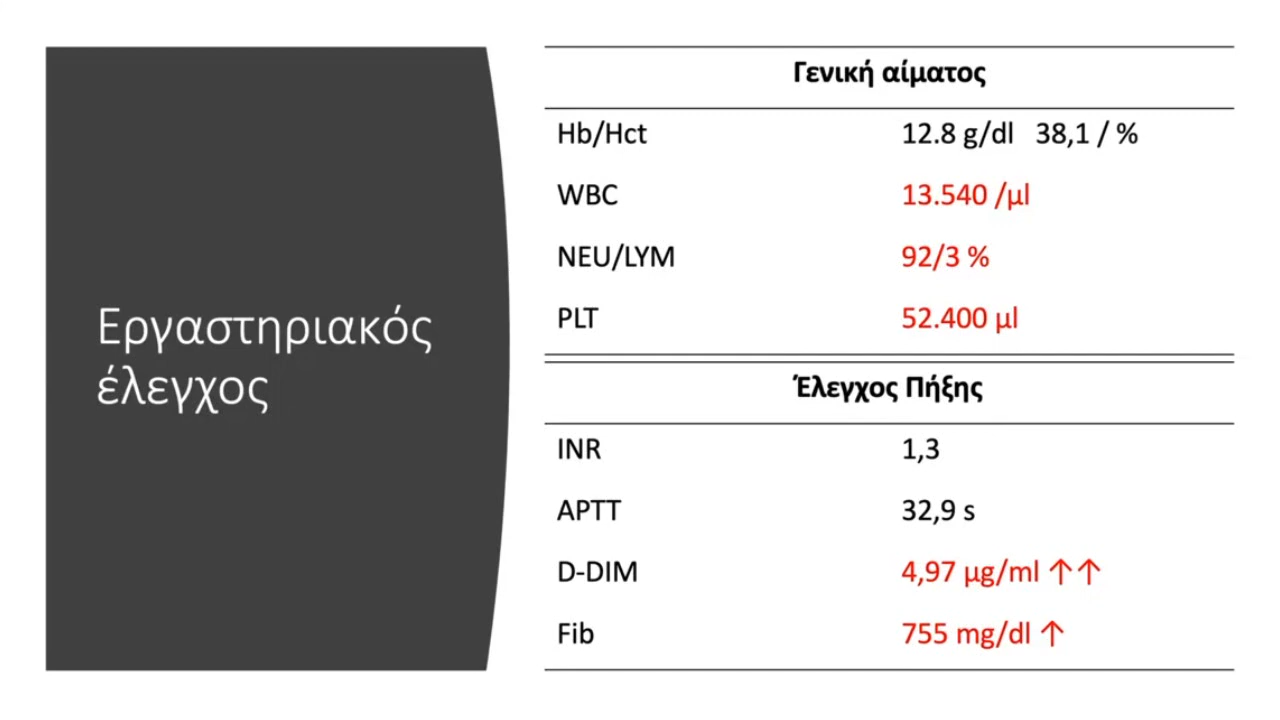 Εργαστηριακός
έλεγχος
Γενική αίματος
Hb/Hct 12.8 g/dl 38,1 / %
WBC 13.540 /μl
NEU/LYM 92/3 %
PLT 52.400 μl
Έλεγχος Πήξης
INR 1,3
APTT 32,9 s
D-DIM 4,97 μg/ml ↑↑
Fib 755 mg/dl ↑